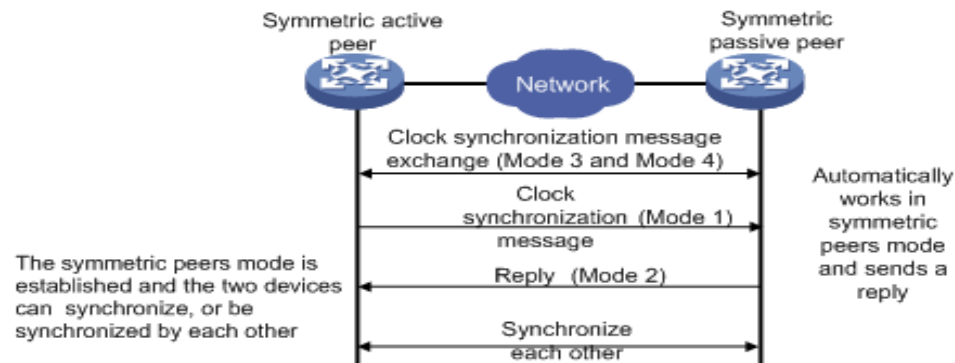 Symmetric active
peer
Symmetric
passive peer
Network
Clock synchronization message
exchange (Mode 3 and Mode 4)
Clock
synchronization (Mode 1)
message
Automatically
works in
symmetric
peers mode
and sends a
reply
Reply (Mode 2)
The symmetric peers mode is
established and the two devices
can synchronize, or be
synchronized by each other
Synchronize
each other